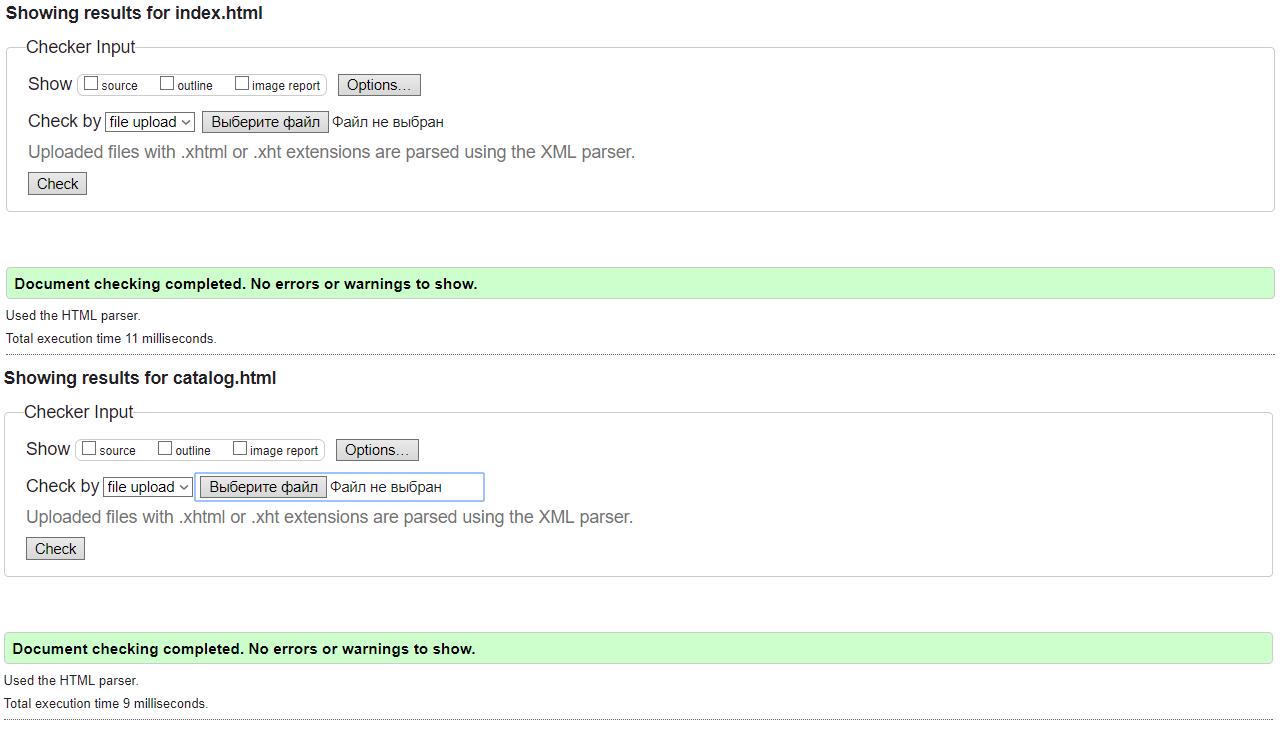 Showing results for index.html
Checker Input
Show source outline image report Options...
Check by file upload Выберите файл Файл не выбран
Uploaded files with .xhtml or .xht extensions are parsed using the XML parser.
Check
Document checking completed. No errors or warnings to show.
Used the HTML parser.
Total execution time 11 milliseconds.
Showing results for catalog.html
Checker Input
Show source outline image report Options...
Check by file upload Выберите файл Файл не выбран
Uploaded files with .xhtml or .xht extensions are parsed using the XML parser.
Check
Document checking completed. No errors or warnings to show.
Used the HTML parser.
Total execution time 9 milliseconds.